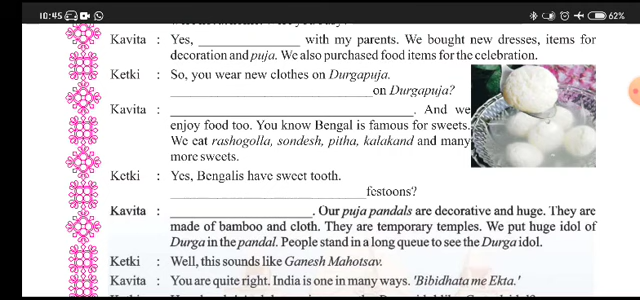 10:45 62%
Kavita : Yes, ____________ with my parents. We bought new dresses, items for
decoration and puja. We also purchased food items for the celebration.
Ketki : So, you wear new clothes on Durgapuja.
____________ on Durgapuja?
Kavita : ____________. And we
enjoy food too. You know Bengal is famous for sweets.
We eat rashogolla, sondesh, pitha, kalakand and many
more sweets.
Ketki : Yes, Bengalis have sweet tooth.
____________ festoons?
Kavita : ____________. Our puja pandals are decorative and huge. They are
made of bamboo and cloth. They are temporary temples. We put huge idol of
Durga in the pandal. People stand in a long queue to see the Durga idol.
Ketki : Well, this sounds like Ganesh Mahotsav.
Kavita : You are quite right. India is one in many ways. 'Bibidhata me Ekta.'